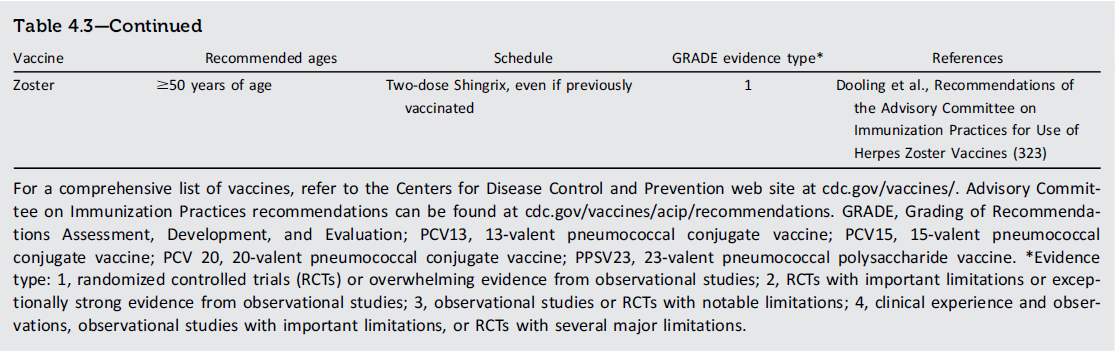 Table 4.3—Continued
Vaccine Recommended ages Schedule GRADE evidence type* References
Zoster ≥50 years of age Two-dose Shingrix, even if previously vaccinated 1 Dooling et al., Recommendations of
the Advisory Committee on
Immunization Practices for Use of
Herpes Zoster Vaccines (323)
For a comprehensive list of vaccines, refer to the Centers for Disease Control and Prevention web site at cdc.gov/vaccines/. Advisory Commit-
tee on Immunization Practices recommendations can be found at cdc.gov/vaccines/acip/recommendations. GRADE, Grading of Recommenda-
tions Assessment, Development, and Evaluation; PCV13, 13-valent pneumococcal conjugate vaccine; PCV15, 15-valent pneumococcal
conjugate vaccine; PCV 20, 20-valent pneumococcal conjugate vaccine; PPSV23, 23-valent pneumococcal polysaccharide vaccine. *Evidence
type: 1, randomized controlled trials (RCTs) or overwhelming evidence from observational studies; 2, RCTs with important limitations or excep-
tionally strong evidence from observational studies; 3, observational studies or RCTs with notable limitations; 4, clinical experience and obser-
vations, observational studies with important limitations, or RCTs with several major limitations.